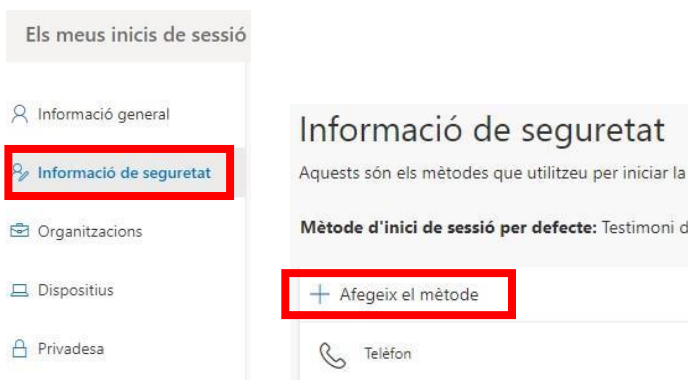 Els meus inicis de sessió
Informació general
Informació de seguretat
Organitzacions
Dispositius
Privadesa
Informació de seguretat
Aquests són els mètodes que utilitzeu per iniciar la
Mètode d'inici de sessió per defecte: Testimoni d
+ Afegeix el mètode
Telèfon